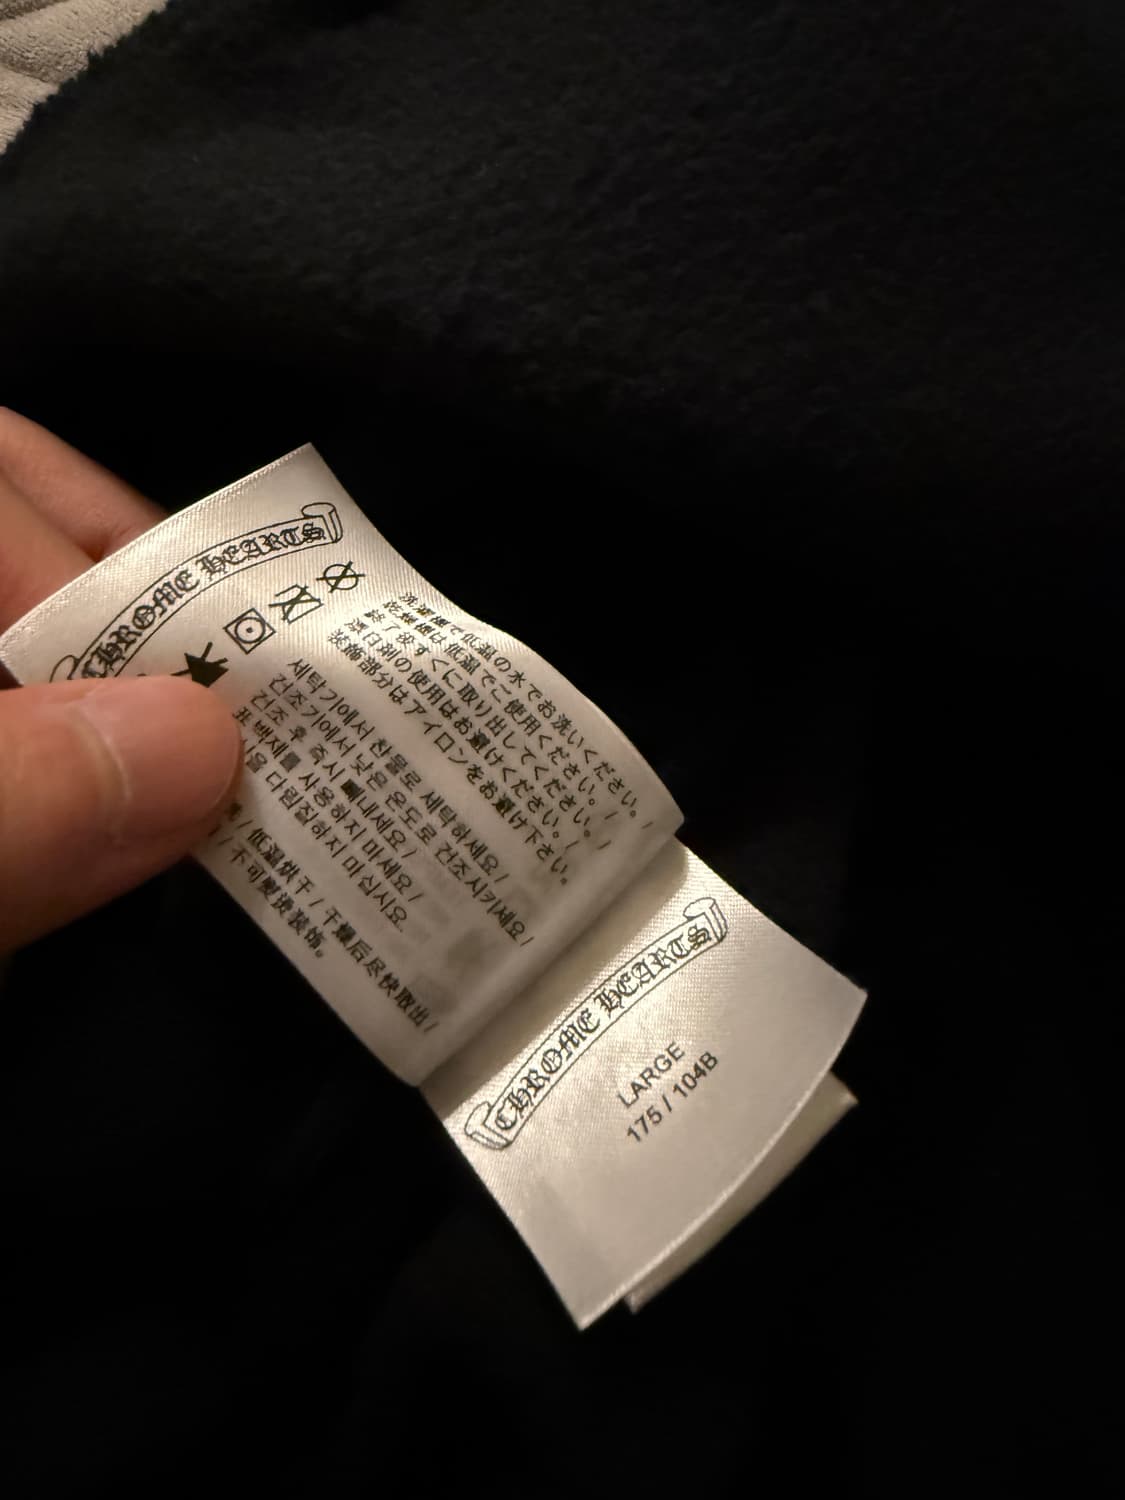 CHROME HEARTS
洗濯機で低温の水でお洗いください。/
乾燥機は低温でご使用ください。/
終了後すぐに取り出してください。/
漂白剤の使用はお避けください。/
装飾部分はアイロンをお避け下さい。
세탁기에서 찬물로 세탁하세요 /
건조기에서 낮은 온도로 건조시키세요 /
건조 후 즉시 꺼내세요 /
표백제를 사용하지 마세요 /
을 다림질하지 마십시오.
/ 低温烘干 / 干燥后尽快取出 /
/ 不可熨烫装饰。
CHROME HEARTS
LARGE
175 / 104B